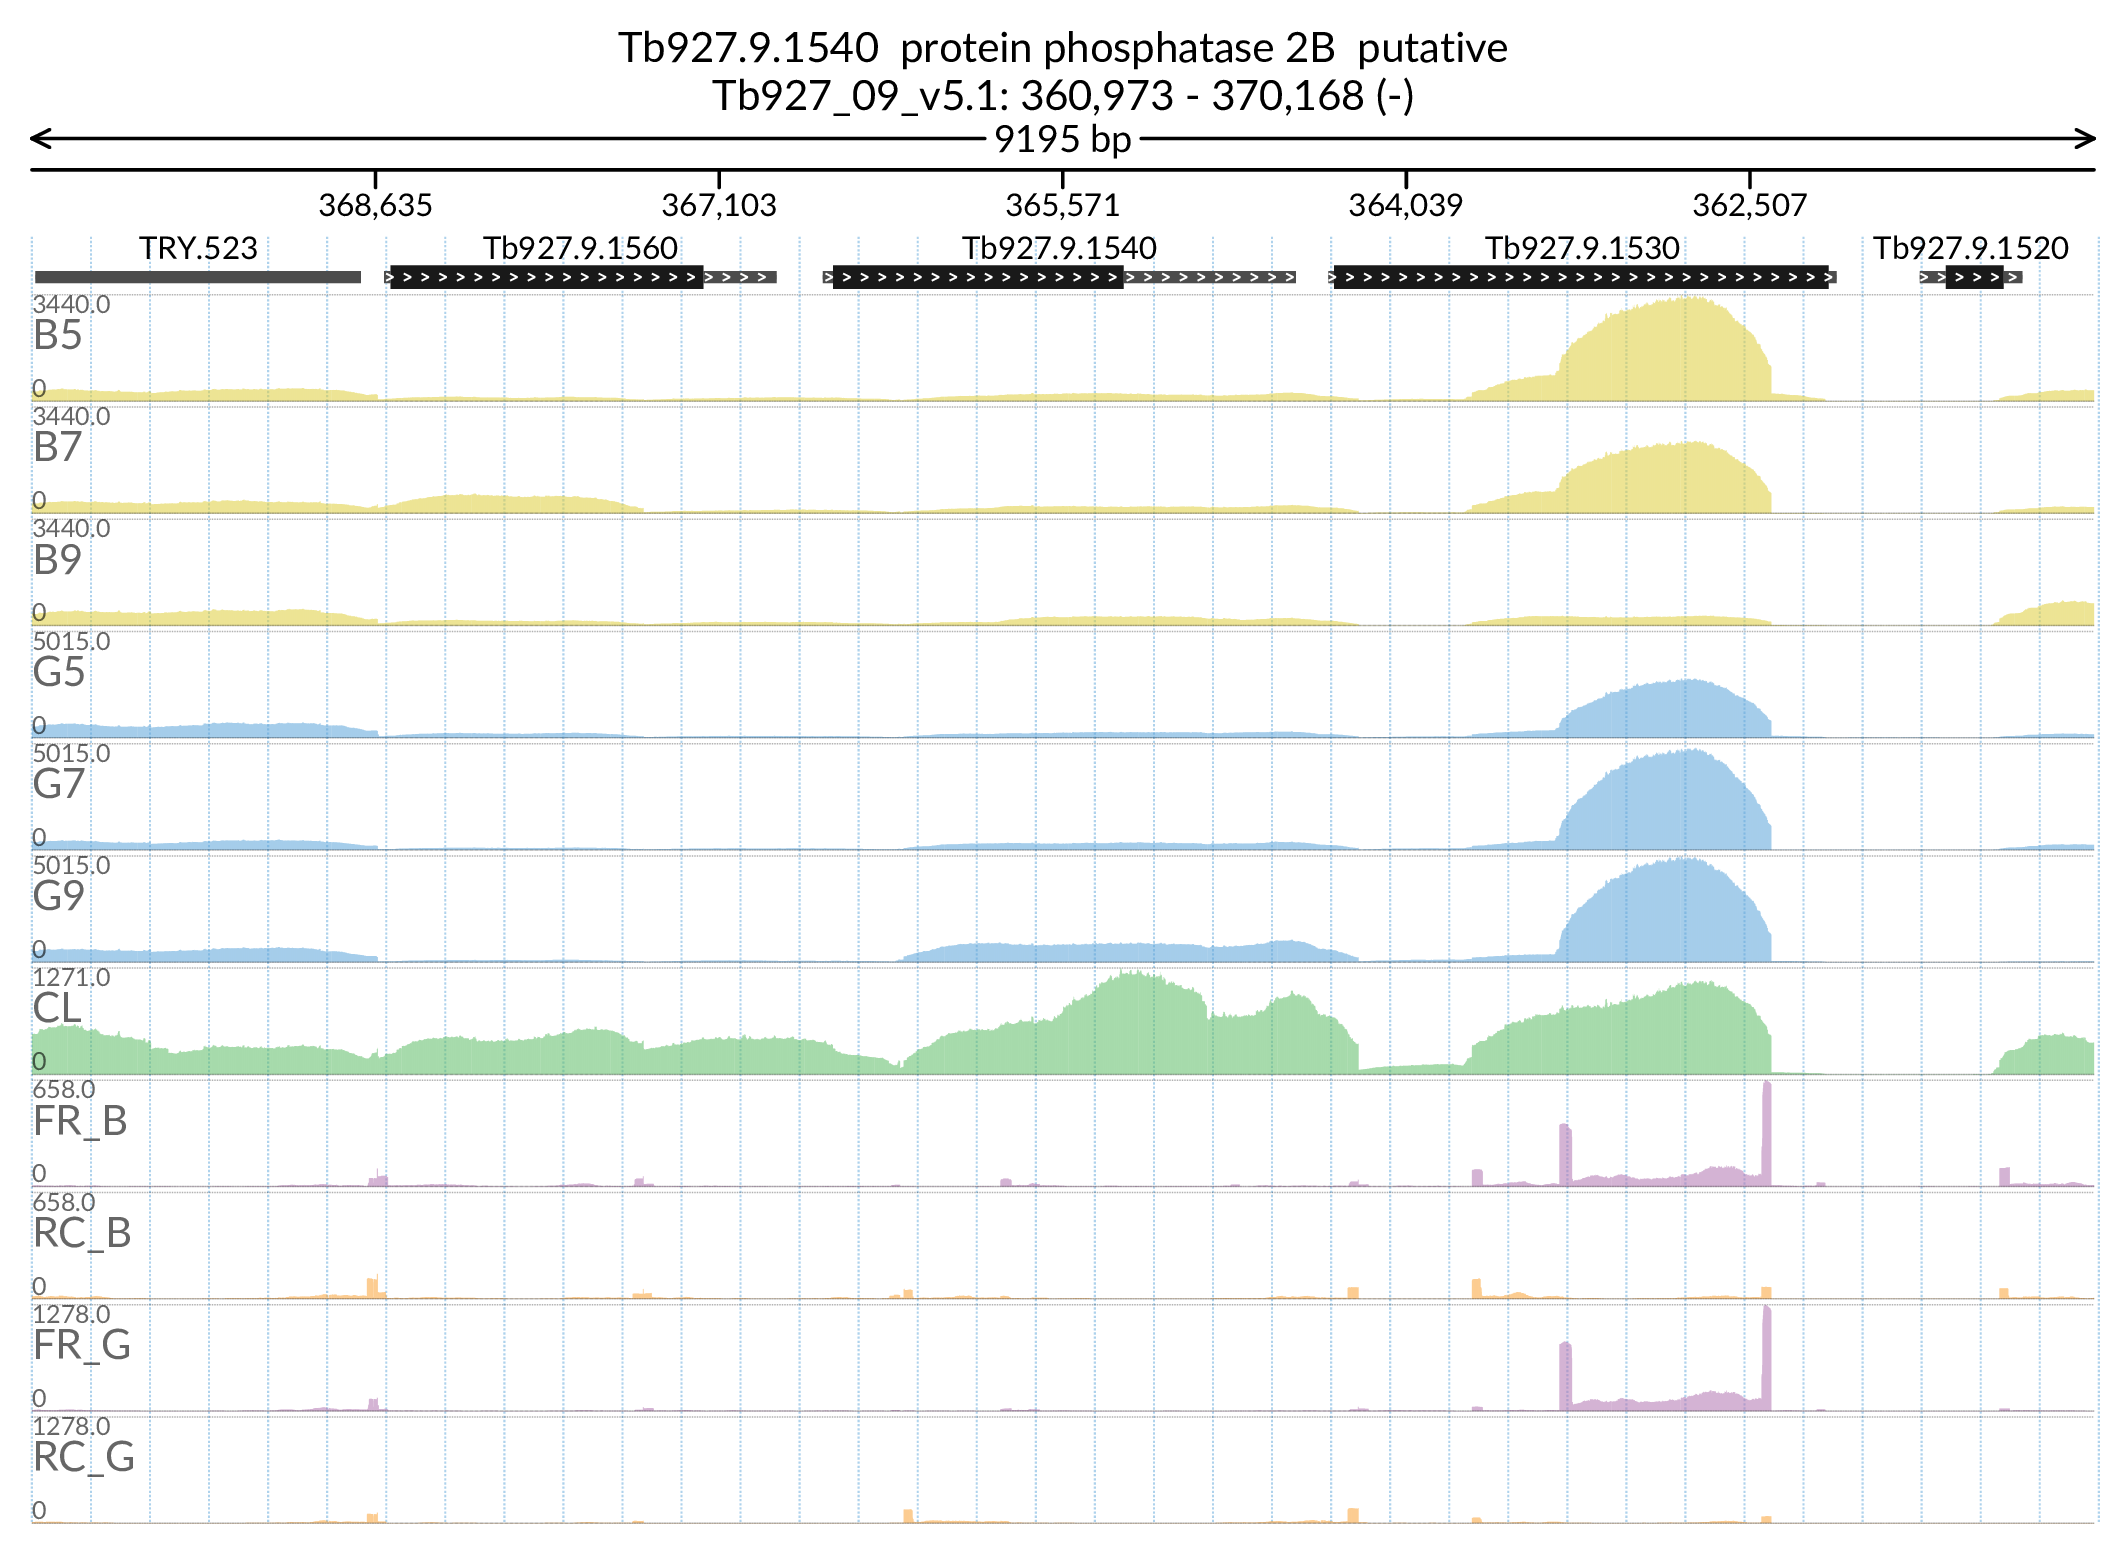 Tb927.9.1540  protein phosphatase 2B  putative
Tb927_09_v5.1: 360,973 - 370,168 (-)
9195 bp
368,635 367,103 365,571 364,039 362,507
TRY.523 Tb927.9.1560 Tb927.9.1540 Tb927.9.1530 Tb927.9.1520
3440.0
B5
0
3440.0
B7
0
3440.0
B9
0
5015.0
G5
0
5015.0
G7
0
5015.0
G9
0
1271.0
CL
0
658.0
FR_B
0
658.0
RC_B
0
1278.0
FR_G
0
1278.0
RC_G
0